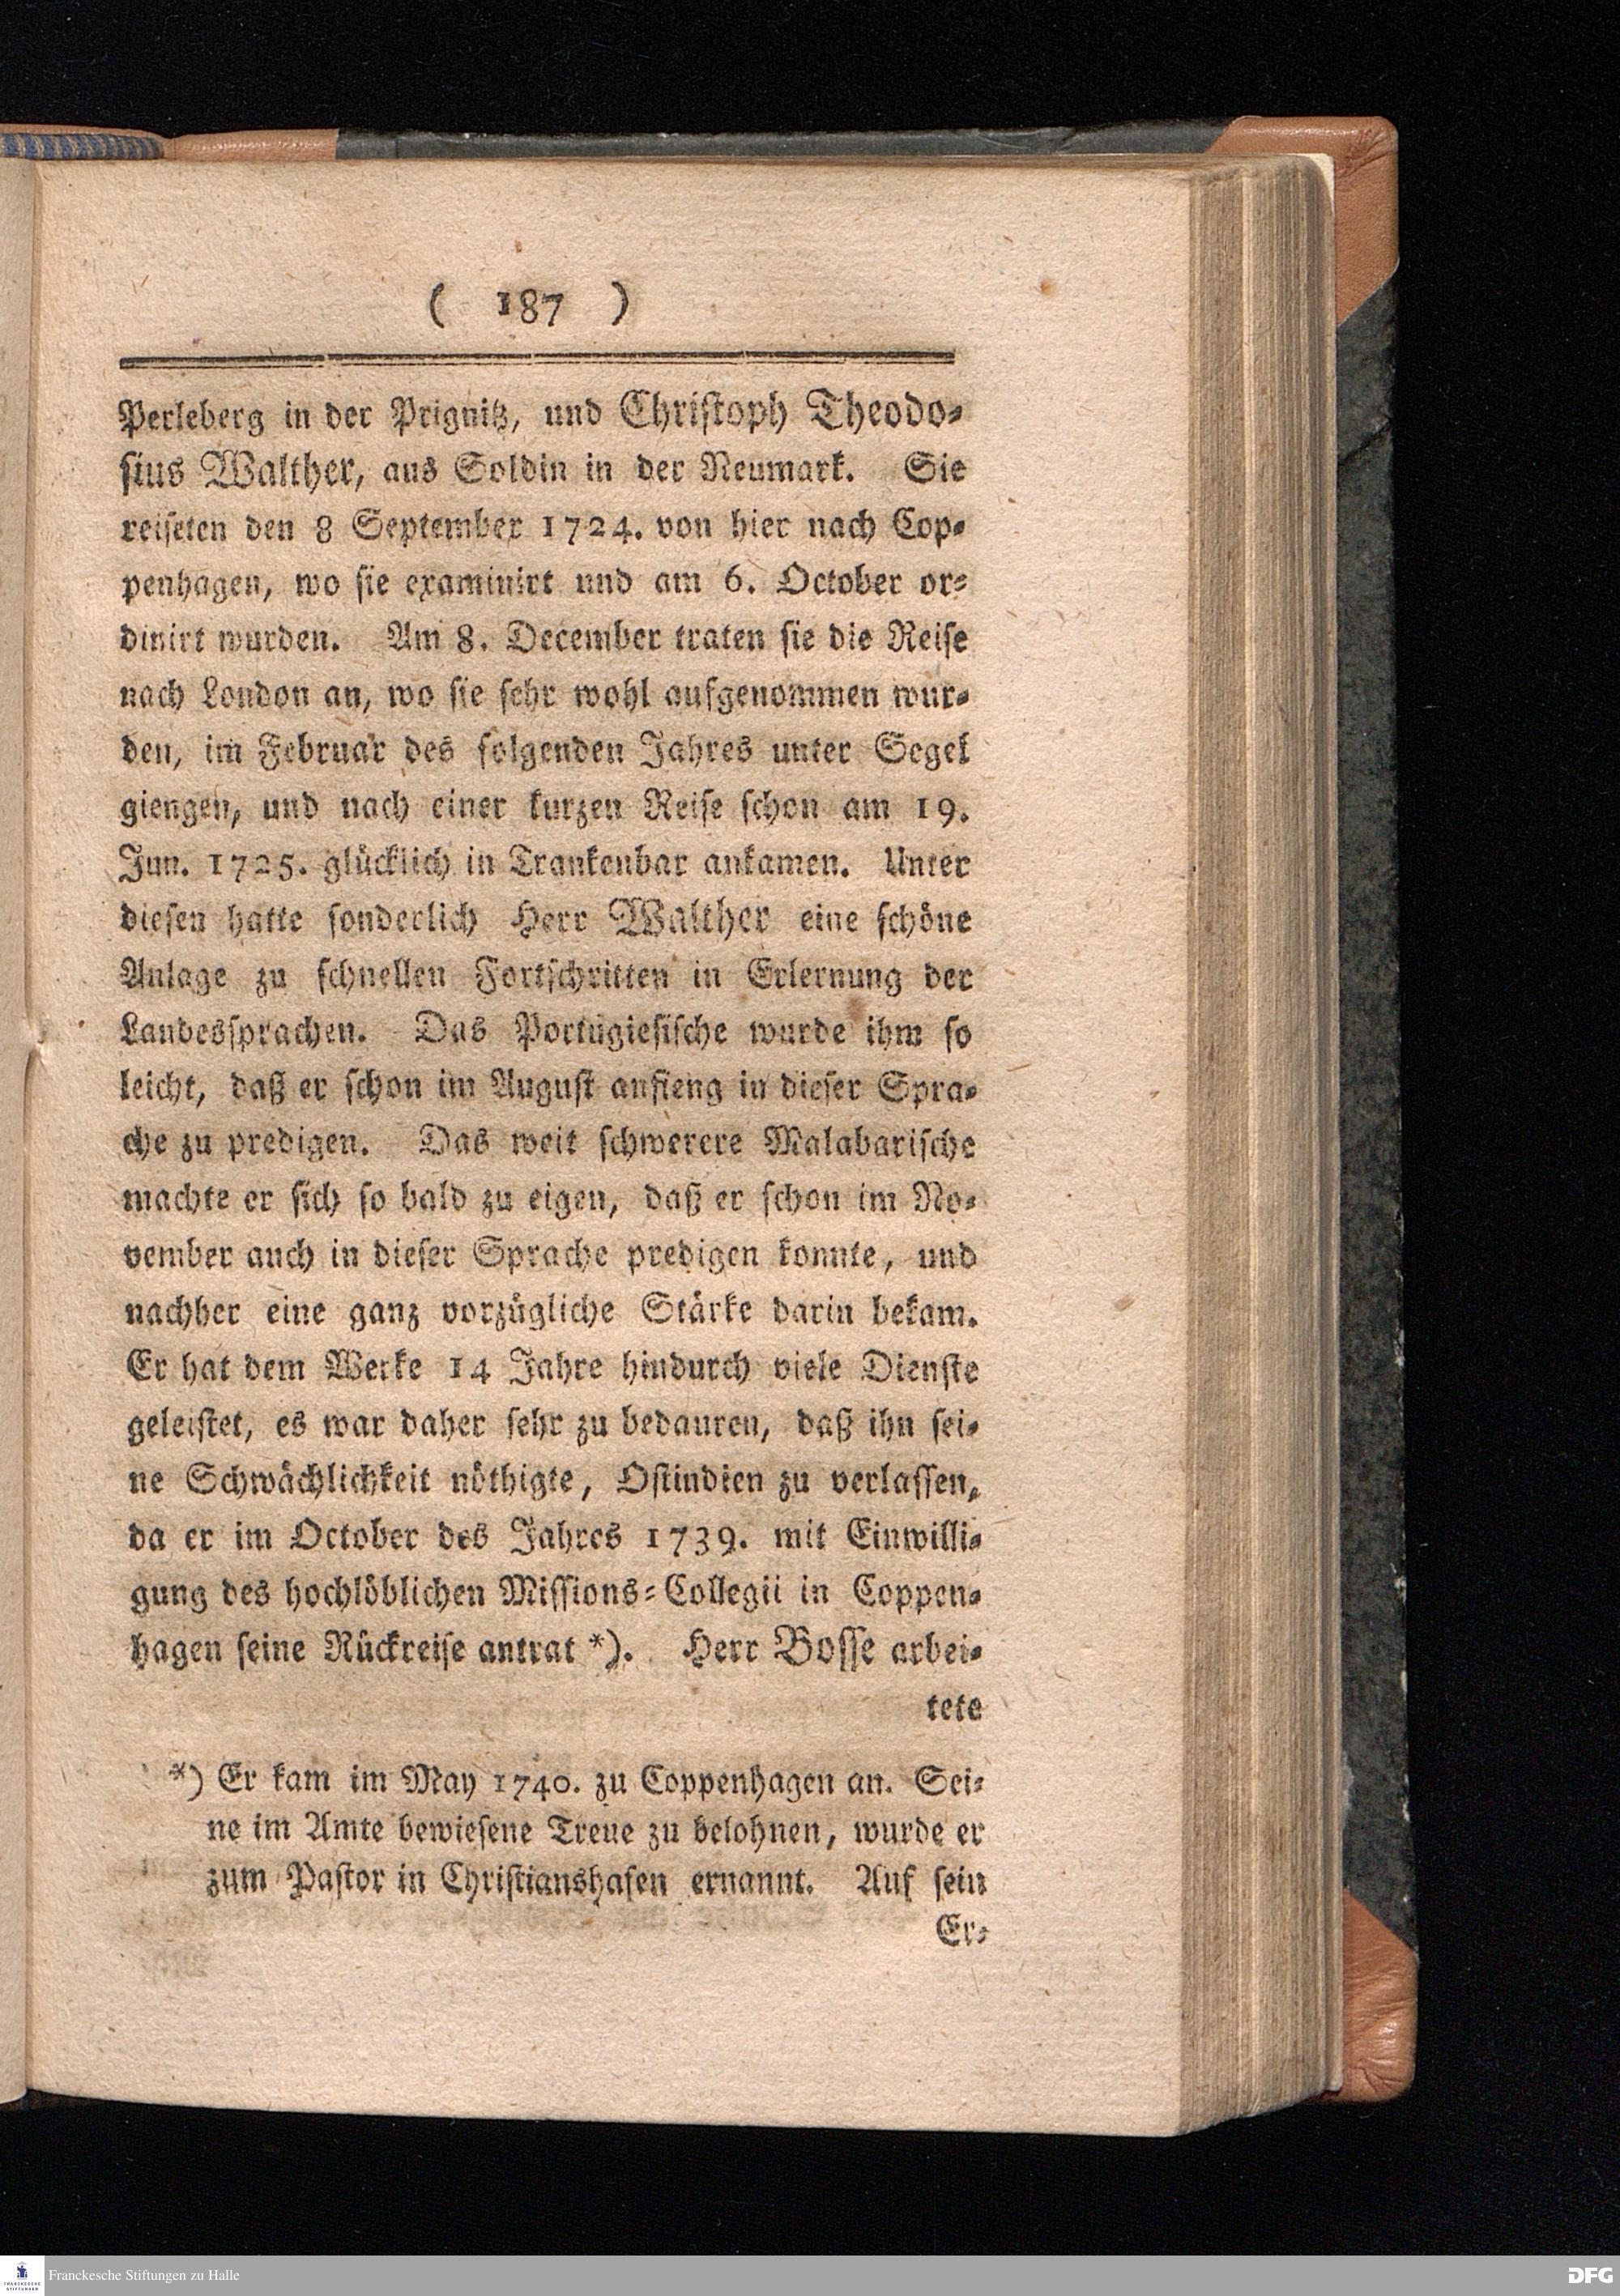 ( 187 )
Perleberg in der Prignitz, und Christoph Theodo-
sius Walther, aus Soldin in der Neumark. Sie
reiseten den 8 September 1724. von hier nach Cop-
penhagen, wo sie examinirt und am 6. October or-
dinirt wurden. Am 8. December traten sie die Reise
nach London an, wo sie sehr wohl aufgenommen wur-
den, im Februar des folgenden Jahres unter Segel
giengen, und nach einer kurzen Reise schon am 19.
Jun. 1725. glücklich in Trankenbar ankamen. Unter
diesen hatte sonderlich Herr Walther eine schöne
Anlage zu schnellen Fortschritten in Erlernung der
Landessprachen. Das Portugiesische wurde ihm so
leicht, daß er schon im August anfieng in dieser Spra-
che zu predigen. Das weit schwerere Malabarische
machte er sich so bald zu eigen, daß er schon im No-
vember auch in dieser Sprache predigen konnte, und
nachher eine ganz vorzügliche Stärke darin bekam.
Er hat dem Werke 14 Jahre hindurch viele Dienste
geleistet, es war daher sehr zu bedauren, daß ihn sei-
ne Schwächlichkeit nöthigte, Ostindien zu verlassen,
da er im October des Jahres 1739. mit Einwilli-
gung des hochlöblichen Missions-Collegii in Coppen-
hagen seine Rückreise antrat *). Herr Bosse arbei-
tete
*) Er kam im May 1740. zu Coppenhagen an. Sei-
ne im Amte bewiesene Treue zu belohnen, wurde er
zum Pastor in Christianshafen ernannt. Auf sein
Er-
FRANCKESCHE STIFTUNGEN
Franckesche Stiftungen zu Halle
DFG